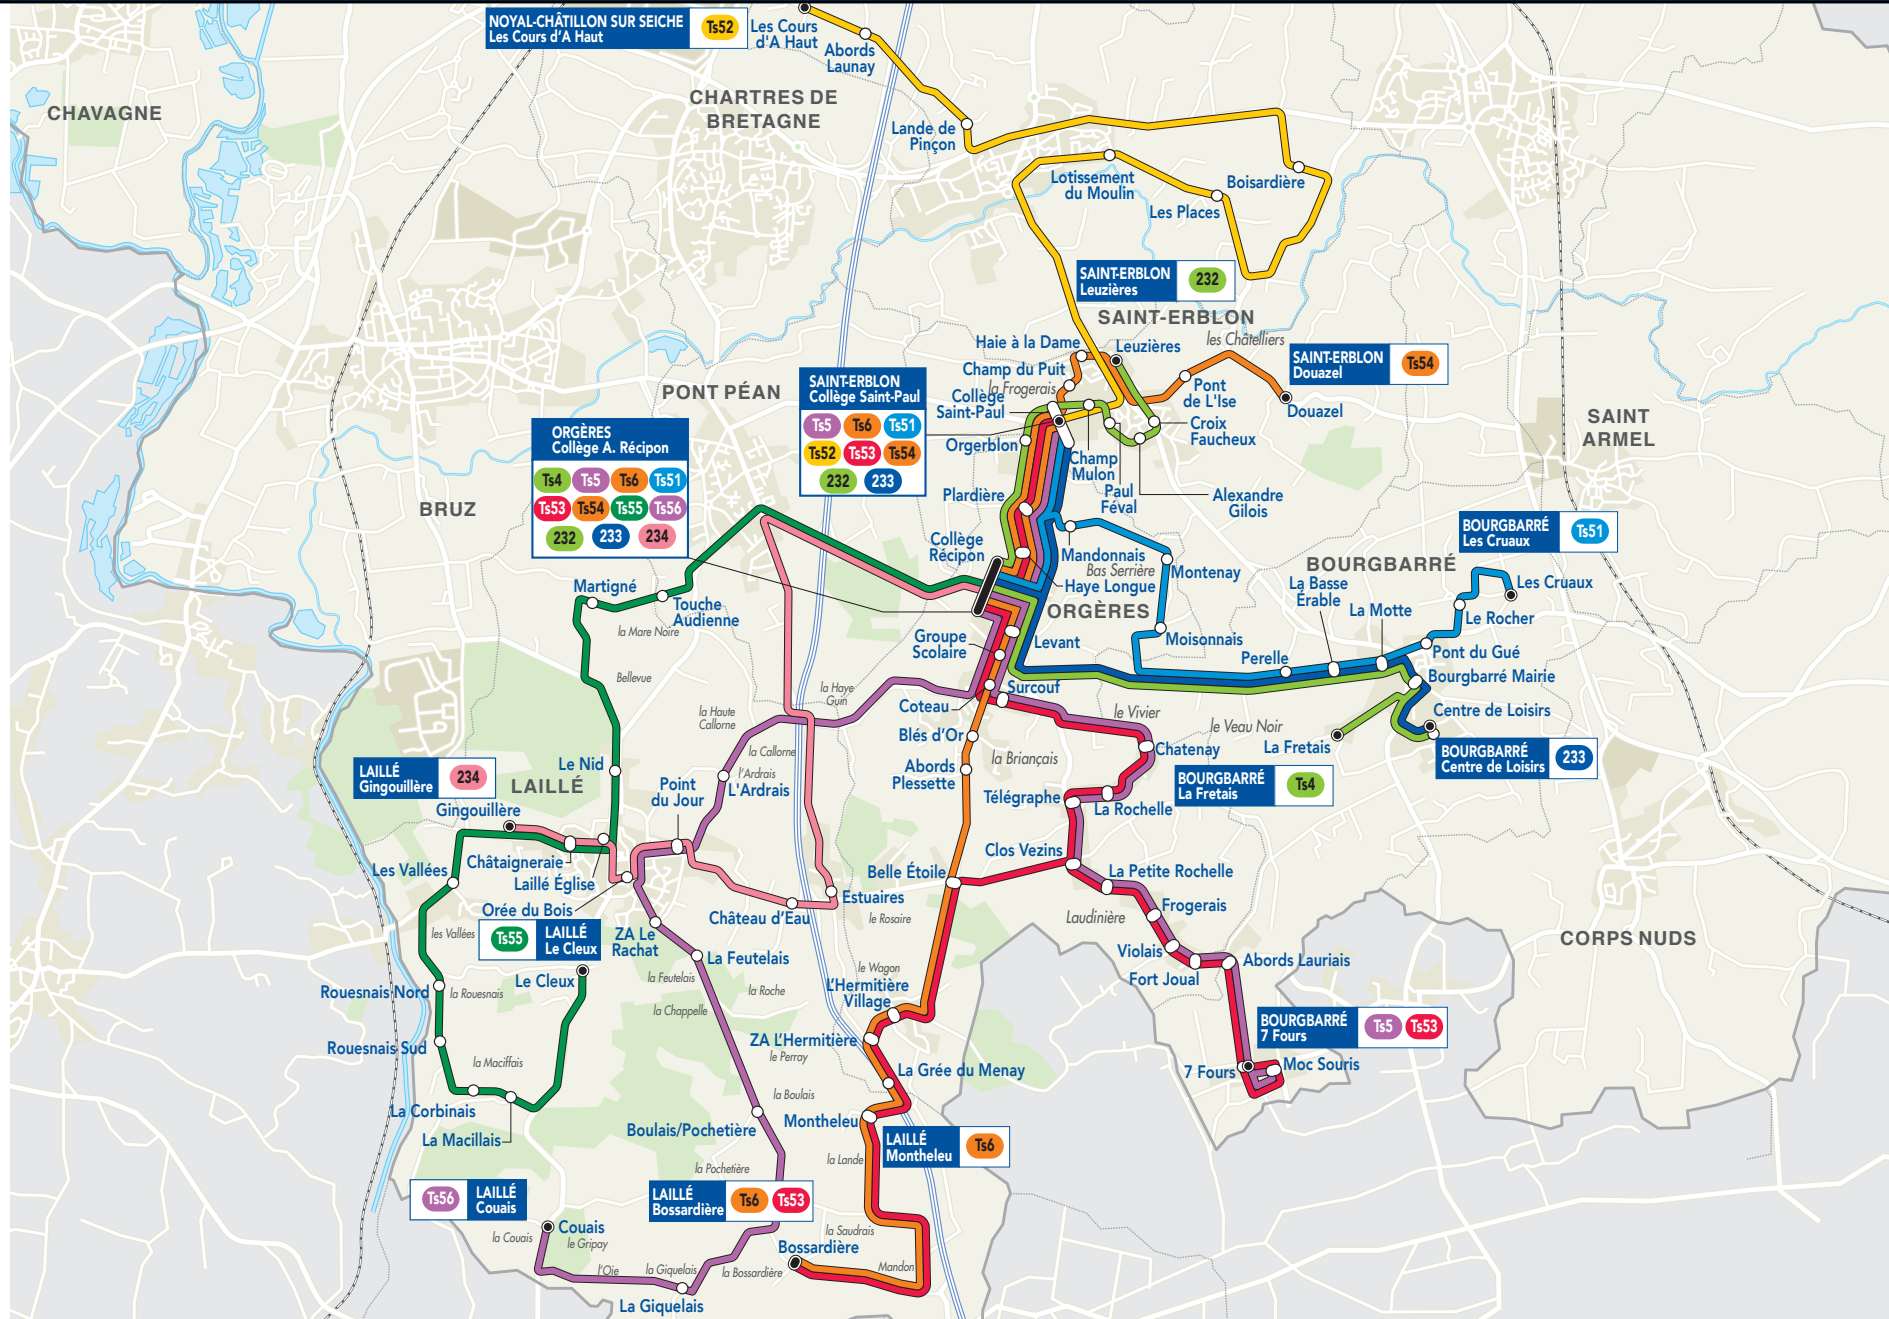 NOYAL-CHÂTILLON SUR SEICHE
Les Cours d'A Haut
Ts52
Les Cours
d'A Haut
Abords
Launay
CHAVAGNE
CHARTRES DE
BRETAGNE
Lande de
Pinçon
Lotissement
du Moulin
Boisardière
Les Places
SAINT-ERBLON
Leuzières
232
SAINT-ERBLON
les Châtelliers
Haie à la Dame
Leuzières
SAINT-ERBLON
Douazel
Ts54
Champ du Puit
la Frogerais
Pont
de L'Ise
Douazel
PONT PÉAN
SAINT-ERBLON
Collège Saint-Paul
Ts5
Ts6
Ts51
Ts52
Ts53
Ts54
232
233
Collège
Saint-Paul
SAINT
ARMEL
Croix
Faucheux
ORGÈRES
Collège A. Récipon
Ts4
Ts5
Ts6
Ts51
Ts53
Ts54
Ts55
Ts56
232
233
234
Orgerblon
Champ
Mulon
Plardière
Paul
Féval
Alexandre
Gilois
BRUZ
BOURGBARRÉ
Les Cruaux
Ts51
Collège
Récipon
Mandonnais
Bas Serrière
Montenay
BOURGBARRÉ
Haye Longue
La Basse
Érable
Les Cruaux
Martigné
Touche
Audienne
ORGÈRES
La Motte
Le Rocher
la Mare Noire
Groupe
Scolaire
Levant
Moisonnais
Perelle
Pont du Gué
Bellevue
la Haye
Guin
Surcouf
Bourgbarré Mairie
la Haute
Callorne
Coteau
le Vivier
le Veau Noir
Centre de Loisirs
Blés d'Or
Chatenay
La Fretais
la Callorne
la Briançais
BOURGBARRÉ
Centre de Loisirs
233
LAILLÉ
Gingouillère
234
Le Nid
l'Ardrais
L'Ardrais
Abords
Plessette
BOURGBARRÉ
La Fretais
Ts4
LAILLÉ
Point
du Jour
Télégraphe
La Rochelle
Gingouillère
Clos Vezins
Les Vallées
Châtaigneraie
Laillé Église
Belle Étoile
La Petite Rochelle
Orée du Bois
Château d'Eau
Estuaires
le Rosaire
Laudinière
Frogerais
les Vallées
Ts55
LAILLÉ
Le Cleux
ZA Le
Rachat
CORPS NUDS
Violais
Fort Joual
Abords Lauriais
La Feutelais
le Wagon
Le Cleux
la Feutelais
L'Hermitière
Village
Rouesnais Nord
la Rouesnais
la Roche
la Chappelle
BOURGBARRÉ
7 Fours
Ts5
Ts53
Rouesnais Sud
ZA L'Hermitière
le Perray
la Maciffais
La Grée du Menay
7 Fours
Moc Souris
la Boulais
La Corbinais
Montheleu
La Macillais
Boulais/Pochetière
LAILLÉ
Montheleu
Ts6
la Pochetière
la Lande
Ts56
LAILLÉ
Couais
LAILLÉ
Bossardière
Ts6
Ts53
Couais
la Couais
le Gripay
la Saudrais
Bossardière
l'Oie
la Giquelais
la Bossardière
Mandon
La Giquelais